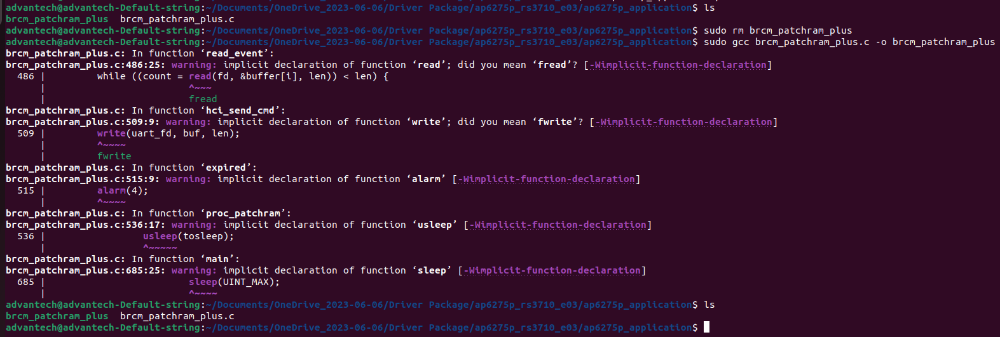 advantech@advantech-Default-string:~/Documents/OneDrive_2023-06-06/Driver Package/ap6275p_rs3710_e03/ap6275p_application$ ls
brcm_patchram_plus  brcm_patchram_plus.c
advantech@advantech-Default-string:~/Documents/OneDrive_2023-06-06/Driver Package/ap6275p_rs3710_e03/ap6275p_application$ sudo rm brcm_patchram_plus
advantech@advantech-Default-string:~/Documents/OneDrive_2023-06-06/Driver Package/ap6275p_rs3710_e03/ap6275p_application$ sudo gcc brcm_patchram_plus.c -o brcm_patchram_plus
brcm_patchram_plus.c: In function ‘read_event’:
brcm_patchram_plus.c:486:25: warning: implicit declaration of function ‘read’; did you mean ‘fread’? [-Wimplicit-function-declaration]
  486 |         while ((count = read(fd, &buffer[i], len)) < len) {
      |                         ^~~~
      |                         fread
brcm_patchram_plus.c: In function ‘hci_send_cmd’:
brcm_patchram_plus.c:509:9: warning: implicit declaration of function ‘write’; did you mean ‘fwrite’? [-Wimplicit-function-declaration]
  509 |         write(uart_fd, buf, len);
      |         ^~~~~
      |         fwrite
brcm_patchram_plus.c: In function ‘expired’:
brcm_patchram_plus.c:515:9: warning: implicit declaration of function ‘alarm’ [-Wimplicit-function-declaration]
  515 |         alarm(4);
      |         ^~~~~
brcm_patchram_plus.c: In function ‘proc_patchram’:
brcm_patchram_plus.c:536:17: warning: implicit declaration of function ‘usleep’ [-Wimplicit-function-declaration]
  536 |                 usleep(tosleep);
      |                 ^~~~~~
brcm_patchram_plus.c: In function ‘main’:
brcm_patchram_plus.c:685:25: warning: implicit declaration of function ‘sleep’ [-Wimplicit-function-declaration]
  685 |                         sleep(UINT_MAX);
      |                         ^~~~~
advantech@advantech-Default-string:~/Documents/OneDrive_2023-06-06/Driver Package/ap6275p_rs3710_e03/ap6275p_application$ ls
brcm_patchram_plus  brcm_patchram_plus.c
advantech@advantech-Default-string:~/Documents/OneDrive_2023-06-06/Driver Package/ap6275p_rs3710_e03/ap6275p_application$